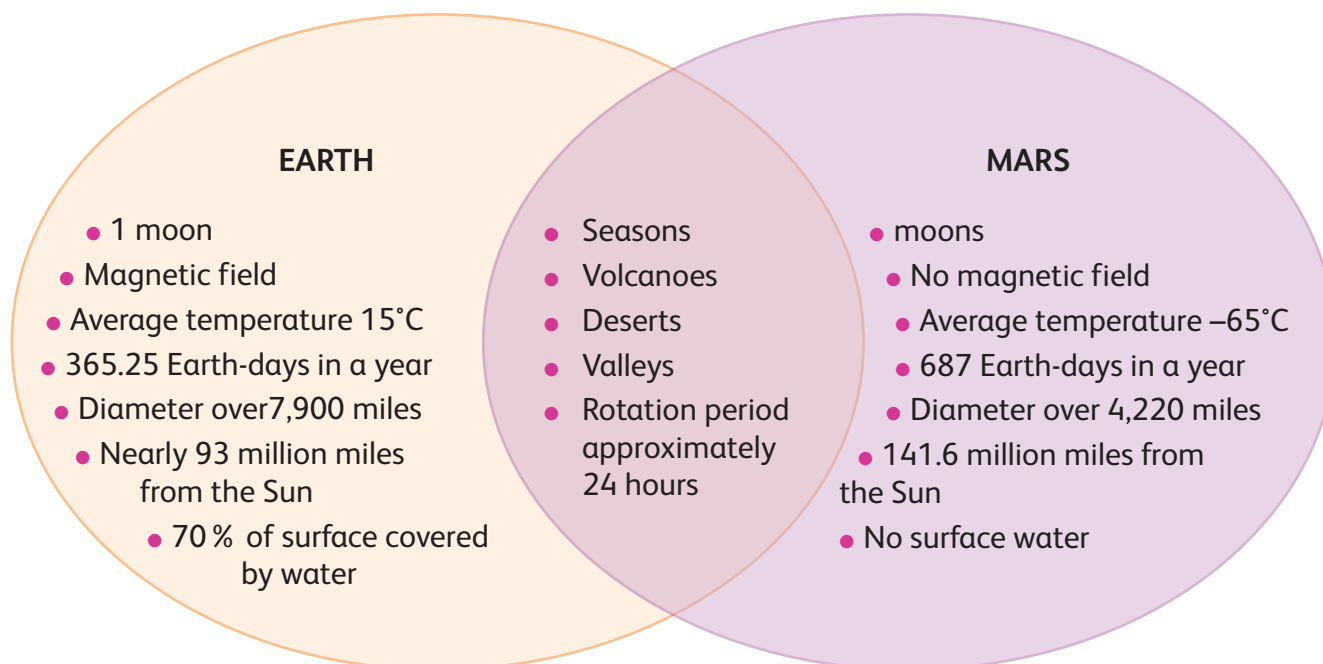 EARTH
1 moon
Magnetic field
Average temperature 15°C
365.25 Earth-days in a year
Diameter over7,900 miles
Nearly 93 million miles
from the Sun
70 % of surface covered
by water
Seasons
Volcanoes
Deserts
Valleys
Rotation period
approximately
24 hours
MARS
moons
No magnetic field
Average temperature –65°C
687 Earth-days in a year
Diameter over 4,220 miles
141.6 million miles from
the Sun
No surface water